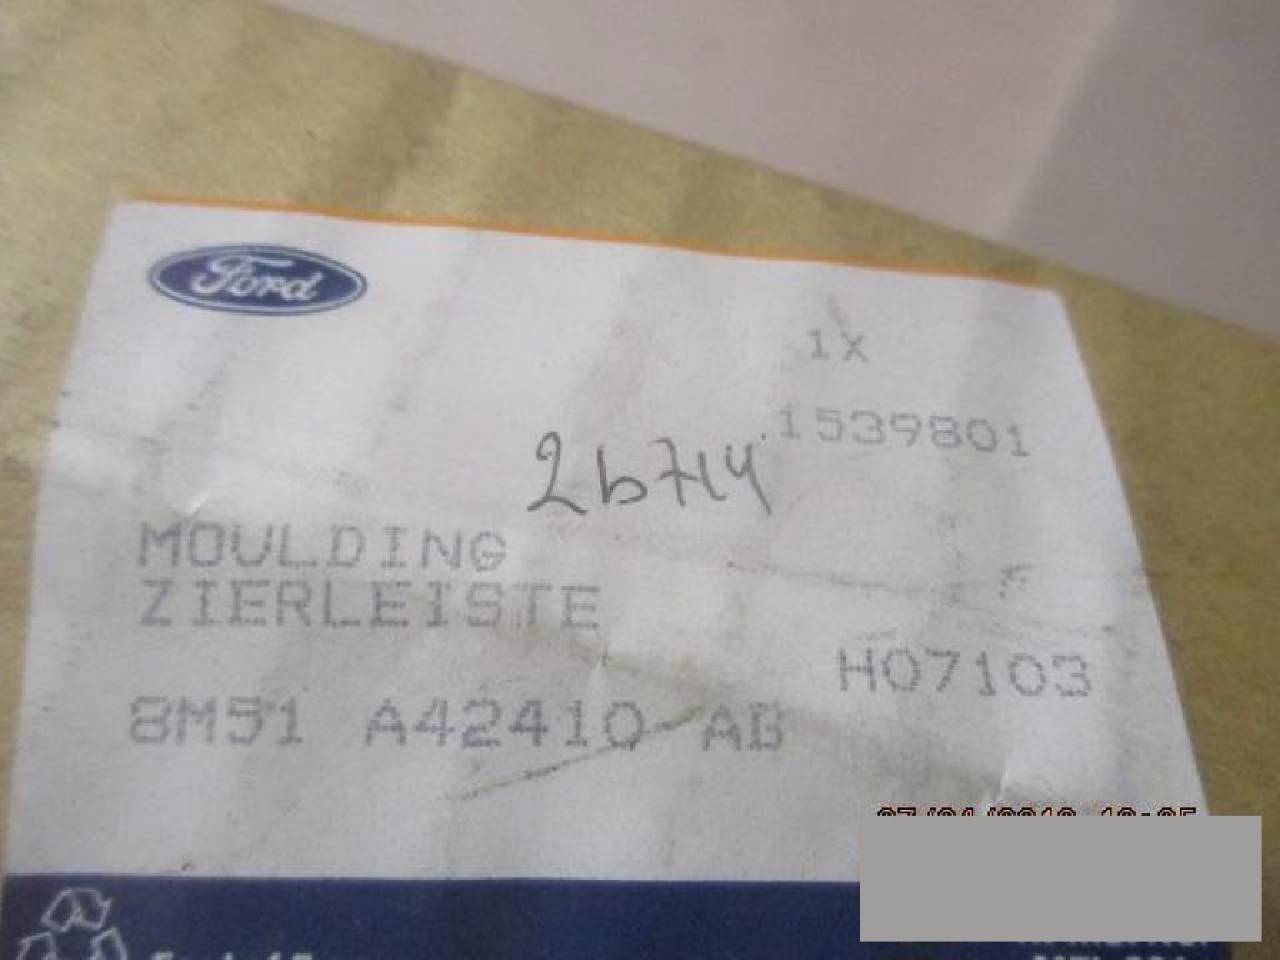 Ford
1X
1539801
2b714
MOULDING
ZIERLEISTE
H07103
8M51 A42410 AB